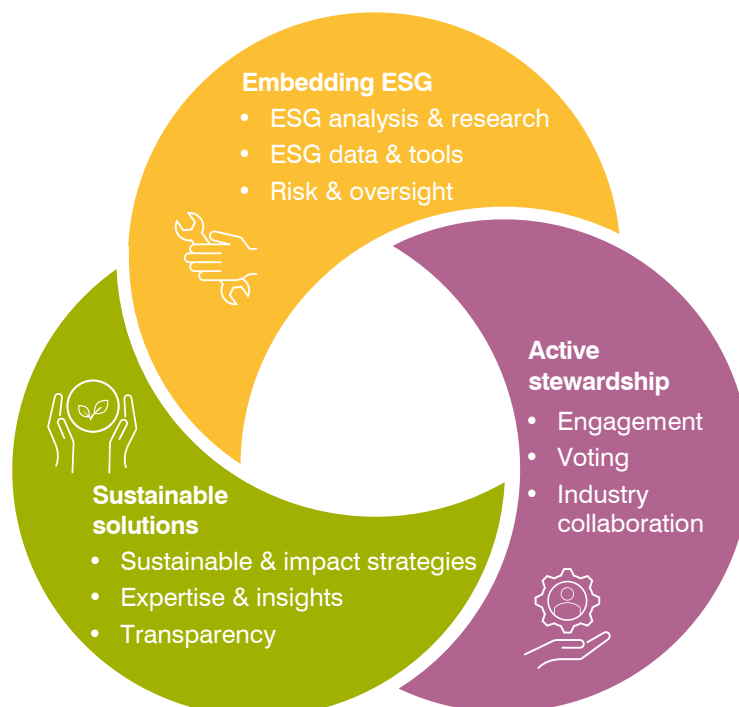 Embedding ESG
• ESG analysis & research
• ESG data & tools
• Risk & oversight
Active
stewardship
• Engagement
• Voting
• Industry
collaboration
Sustainable
solutions
• Sustainable & impact strategies
• Expertise & insights
• Transparency